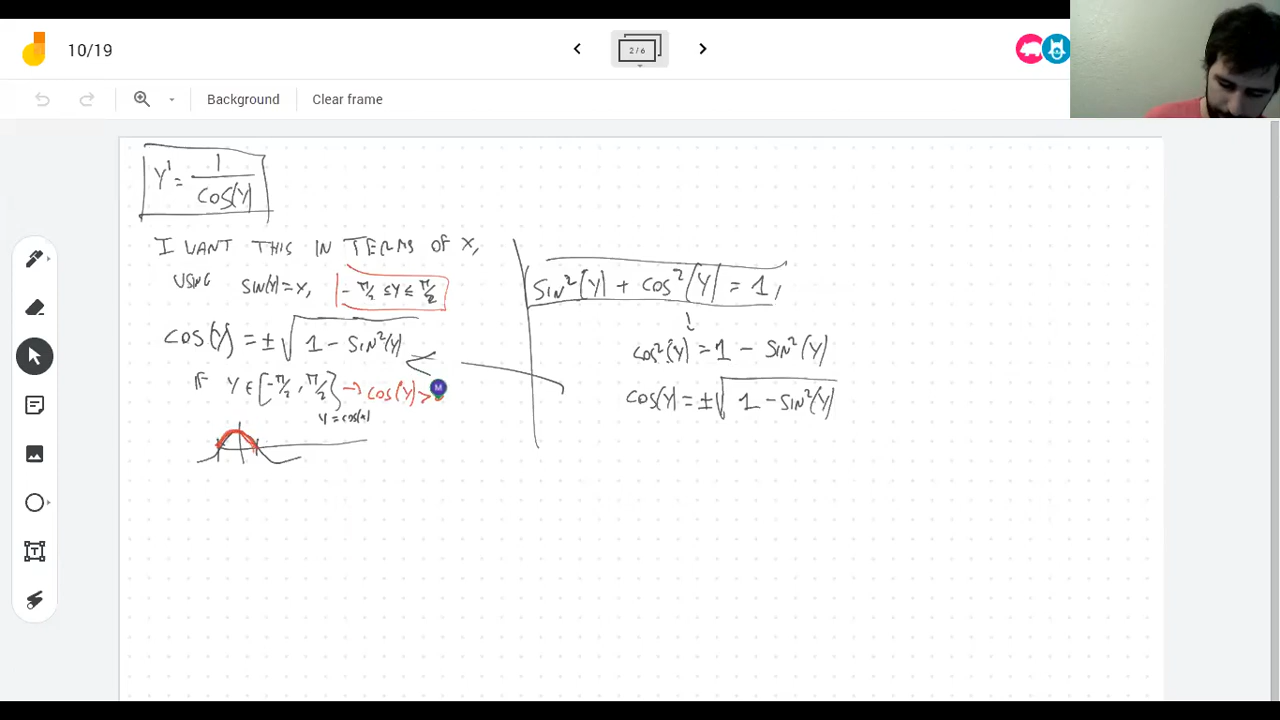 10/19
2/6
Background
Clear frame
Y' = 1/cos(Y)
I WANT THIS IN TERMS OF X,
USING sin(Y)=x, -π/2 ≤ Y ≤ π/2
cos(Y) = ±√1 - SIN²(Y)
IF Y ∈ [-π/2, π/2] → cos(Y) >
Y = cos(x)
SIN²(Y) + cos²(Y) = 1,
cos²(Y) = 1 - SIN²(Y)
cos(Y) = ±√1 - SIN²(Y)
M